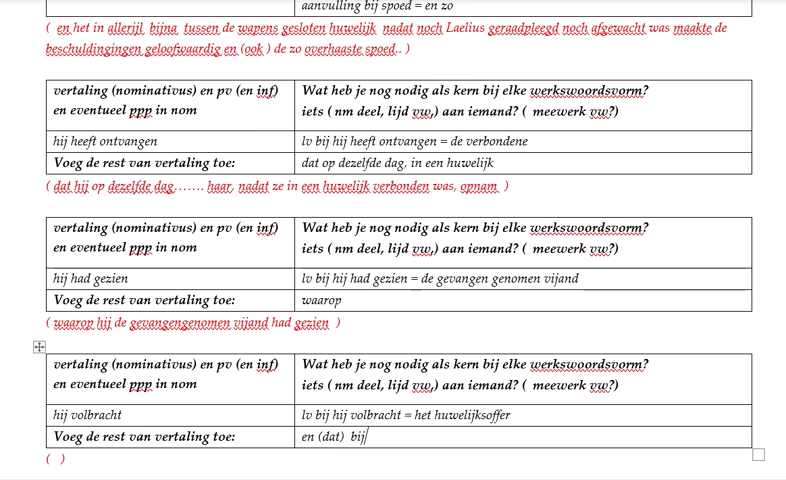 aanvulling bij spoed = en zo
( en het in allerijl bijna tussen de wapens gesloten huwelijk nadat noch Laelius geraadpleegd noch afgewacht was maakte de
beschuldingingen geloofwaardig en (ook ) de zo overhaaste spoed.. )
vertaling (nominativus) en pv (en inf)
en eventueel ppp in nom
Wat heb je nog nodig als kern bij elke werkswoordsvorm?
iets ( nm deel, lijd vw,) aan iemand? ( meewerk vw?)
hij heeft ontvangen
lv bij hij heeft ontvangen = de verbondene
Voeg de rest van vertaling toe:
dat op dezelfde dag, in een huwelijk
( dat hij op dezelfde dag……. haar, nadat ze in een huwelijk verbonden was, opnam )
vertaling (nominativus) en pv (en inf)
en eventueel ppp in nom
Wat heb je nog nodig als kern bij elke werkswoordsvorm?
iets ( nm deel, lijd vw,) aan iemand? ( meewerk vw?)
hij had gezien
lv bij hij had gezien = de gevangen genomen vijand
Voeg de rest van vertaling toe:
waarop
( waarop hij de gevangengenomen vijand had gezien )
vertaling (nominativus) en pv (en inf)
en eventueel ppp in nom
Wat heb je nog nodig als kern bij elke werkswoordsvorm?
iets ( nm deel, lijd vw,) aan iemand? ( meewerk vw?)
hij volbracht
lv bij hij volbracht = het huwelijksoffer
Voeg de rest van vertaling toe:
en (dat) bij
( )